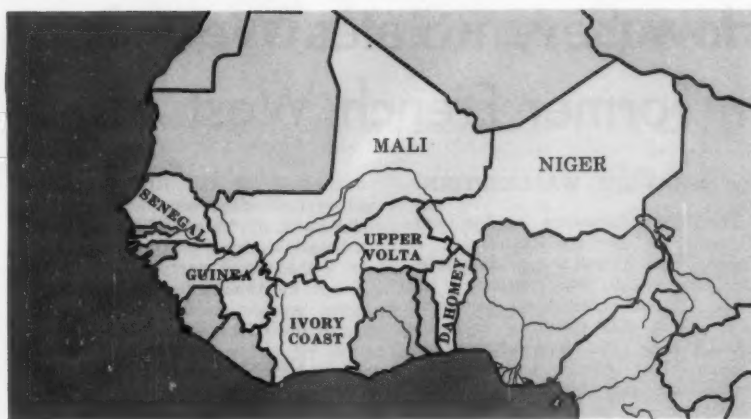 MALI
NIGER
SENEGAL
UPPER
VOLTA
GUINEA
DAHOMEY
IVORY
COAST